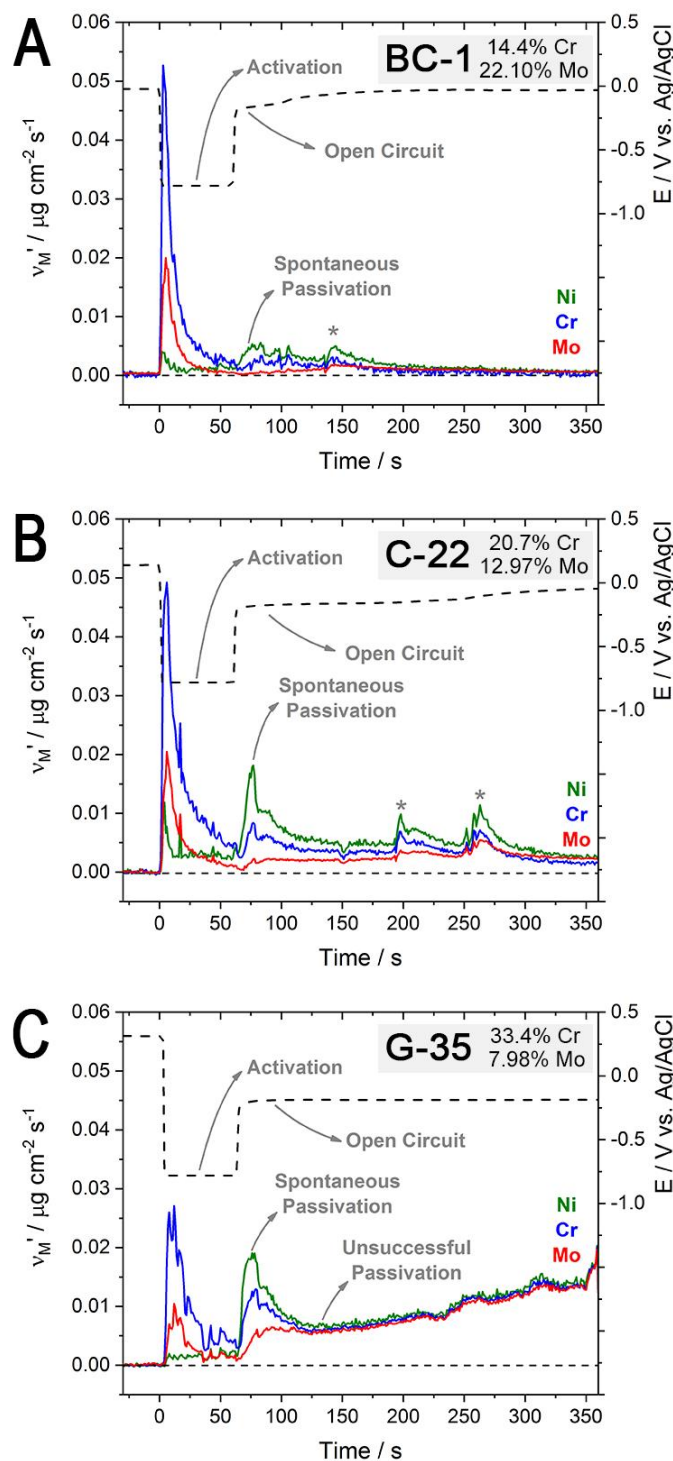 A
BC-1
14.4% Cr
22.10% Mo
Activation
Open Circuit
Spontaneous
Passivation
*
Ni
Cr
Mo
0.06
0.05
0.04
0.03
0.02
0.01
0.00
νM' / μg cm-2 s-1
0.5
0.0
-0.5
-1.0
E / V vs. Ag/AgCl
0 50 100 150 200 250 300 350
Time / s
B
C-22
20.7% Cr
12.97% Mo
Activation
Open Circuit
Spontaneous
Passivation
*
*
Ni
Cr
Mo
0.06
0.05
0.04
0.03
0.02
0.01
0.00
νM' / μg cm-2 s-1
0.5
0.0
-0.5
-1.0
E / V vs. Ag/AgCl
0 50 100 150 200 250 300 350
Time / s
C
G-35
33.4% Cr
7.98% Mo
Activation
Open Circuit
Spontaneous
Passivation
Unsuccessful
Passivation
Ni
Cr
Mo
0.06
0.05
0.04
0.03
0.02
0.01
0.00
νM' / μg cm-2 s-1
0.5
0.0
-0.5
-1.0
E / V vs. Ag/AgCl
0 50 100 150 200 250 300 350
Time / s